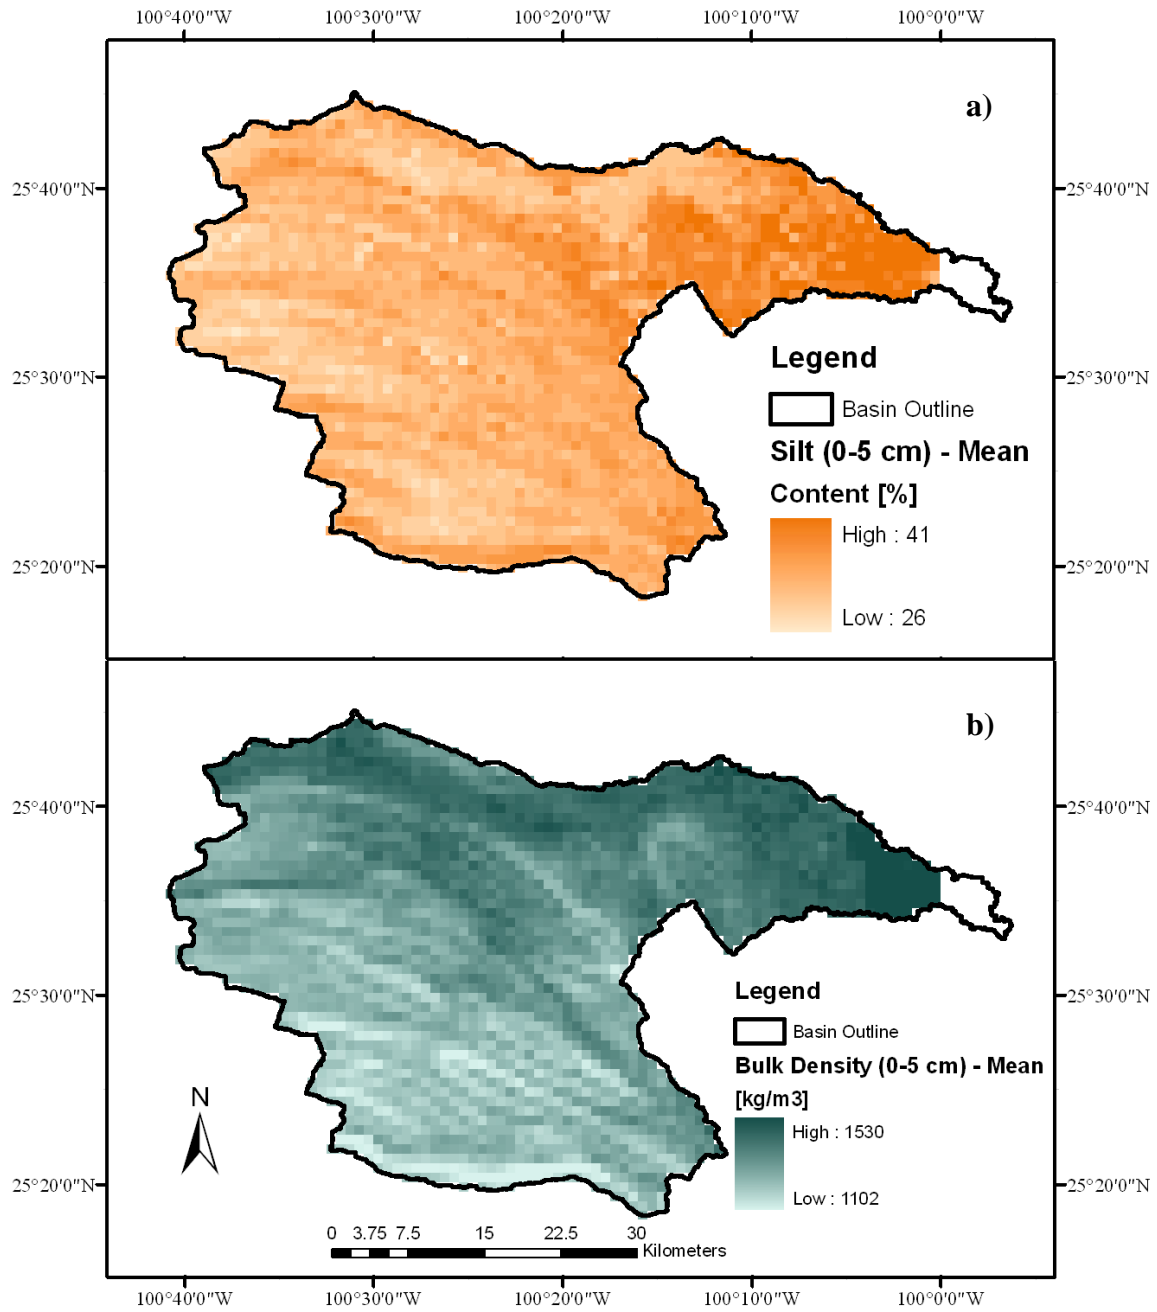 100°40'0"W 100°30'0"W 100°20'0"W 100°10'0"W 100°0'0"W
a)
25°40'0"N 25°40'0"N
Legend
25°30'0"N 25°30'0"N
Basin Outline
Silt (0-5 cm) - Mean
Content [%]
High : 41
25°20'0"N 25°20'0"N
Low : 26
b)
25°40'0"N 25°40'0"N
Legend
25°30'0"N 25°30'0"N
Basin Outline
Bulk Density (0-5 cm) - Mean
N
[kg/m3]
High : 1530
25°20'0"N 25°20'0"N
Low : 1102
0 3.75 7.5 15 22.5 30
Kilometers
100°40'0"W 100°30'0"W 100°20'0"W 100°10'0"W 100°0'0"W